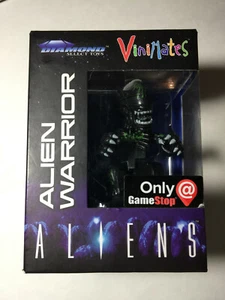 DIAMOND
SELECT TOYS
ViniMates
ALIEN
WARRIOR
Only @
GameStop
ALIENS